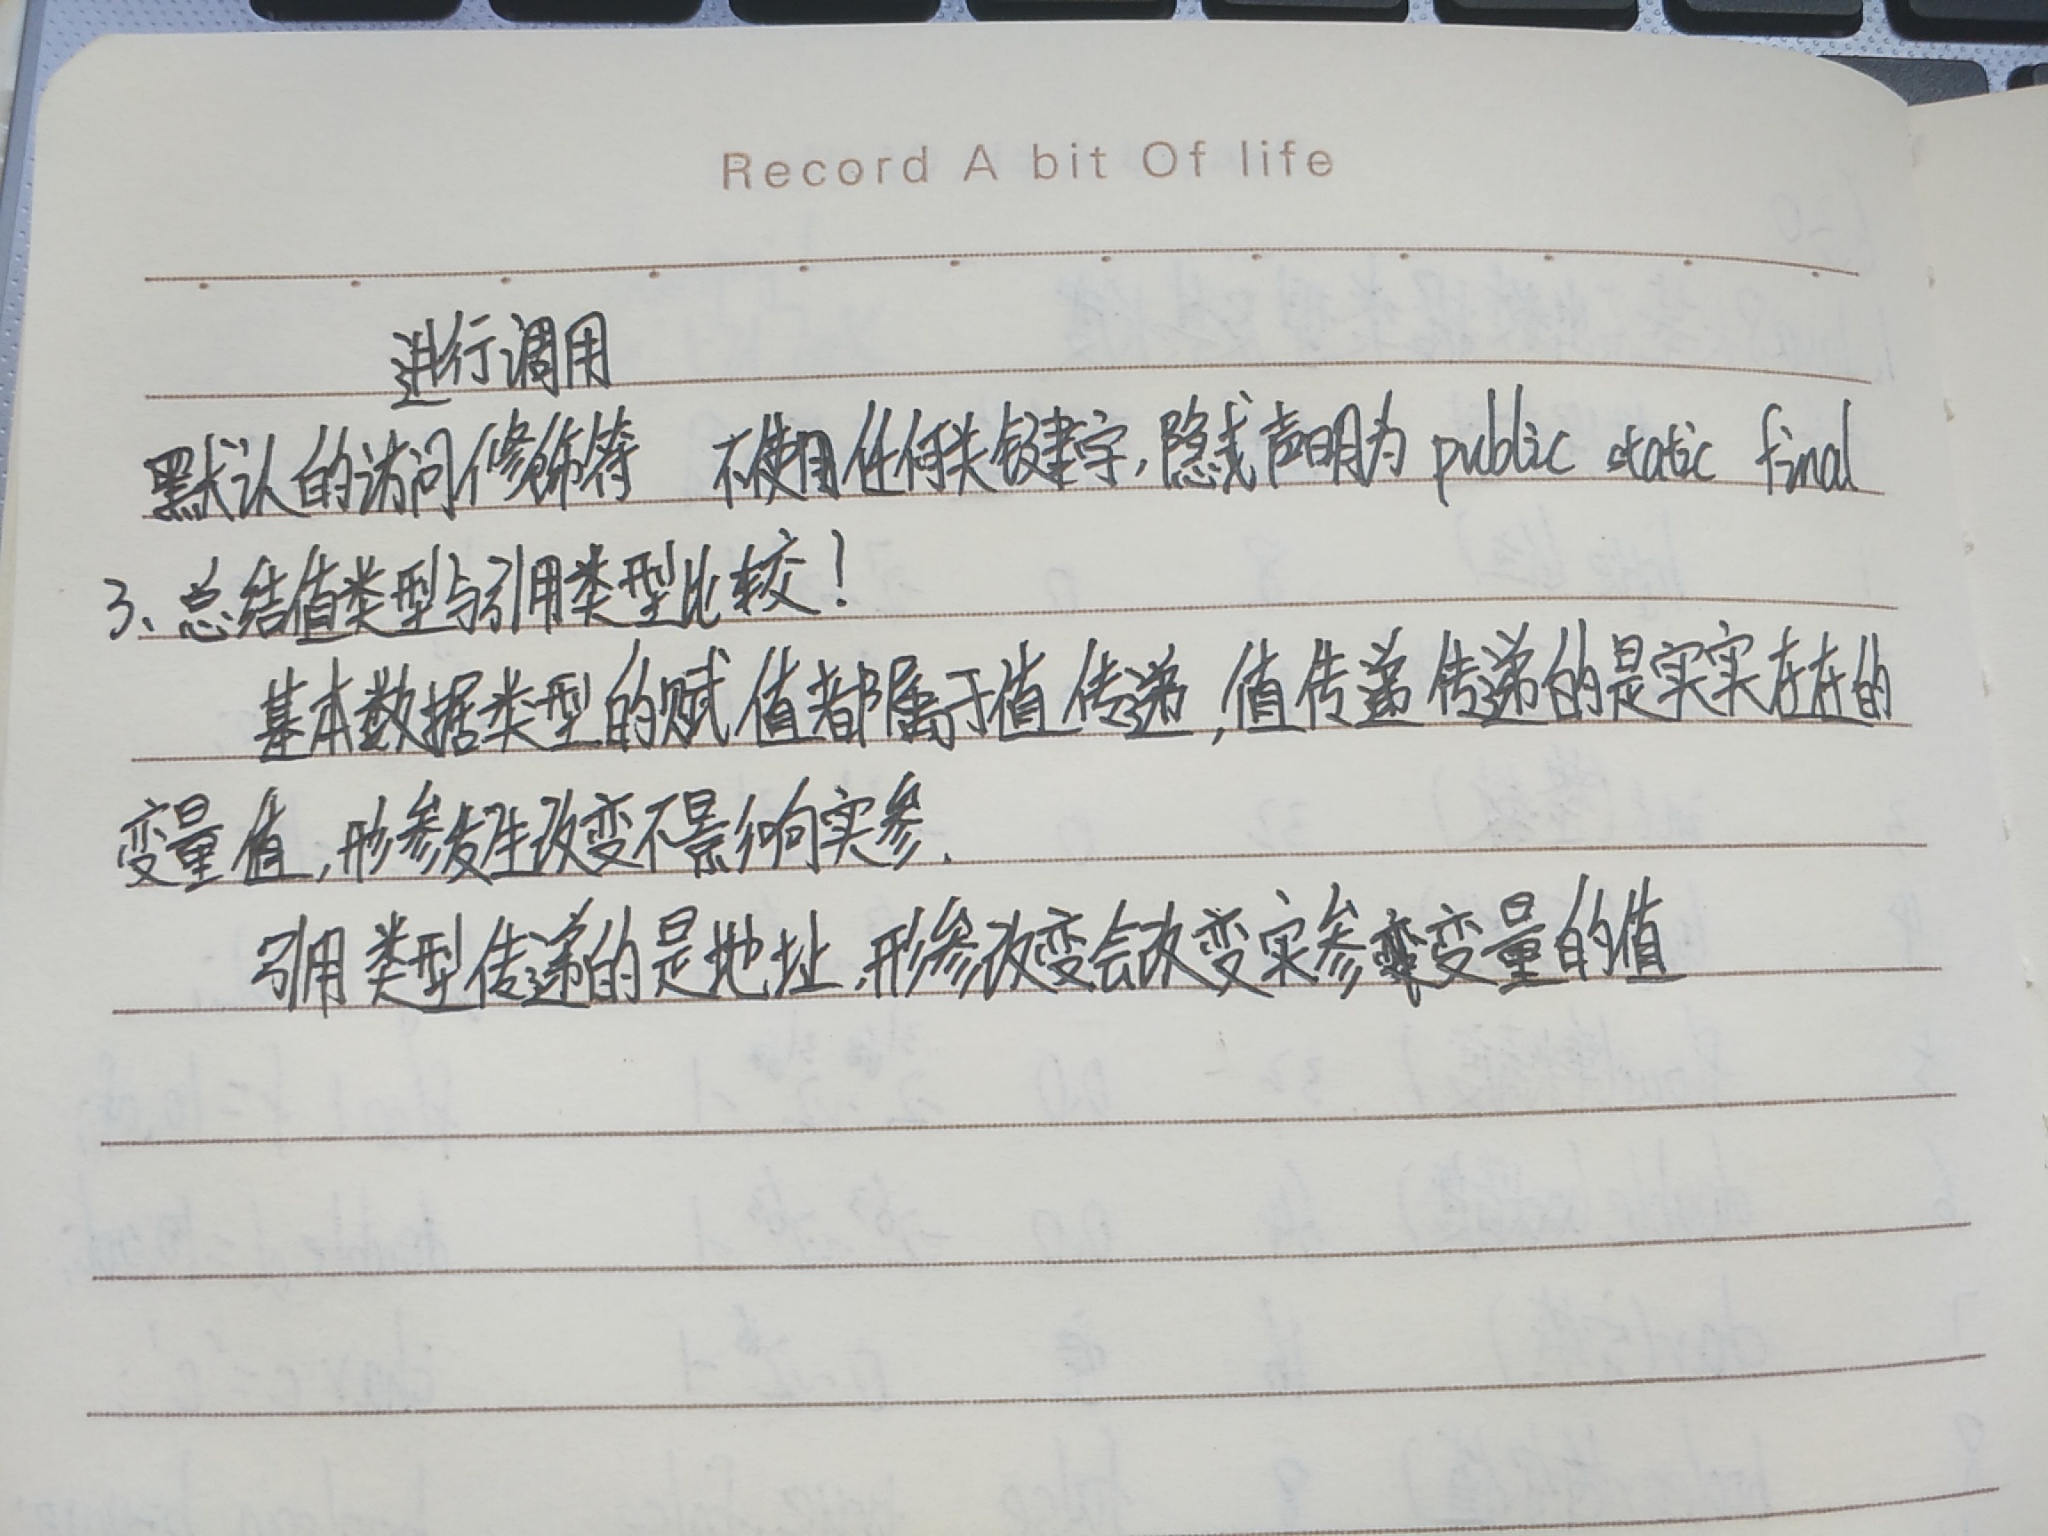 Record A bit Of life
进行调用
默认的访问修饰符 不使用任何关键字,隐式声明为 public static final
3、总结值类型与引用类型比较!
基本数据类型的赋值都属于值传递,值传递传递的是实实在在的
变量值,形参发生改变不影响实参.
引用类型传递的是地址,形参改变会改变实参变量的值